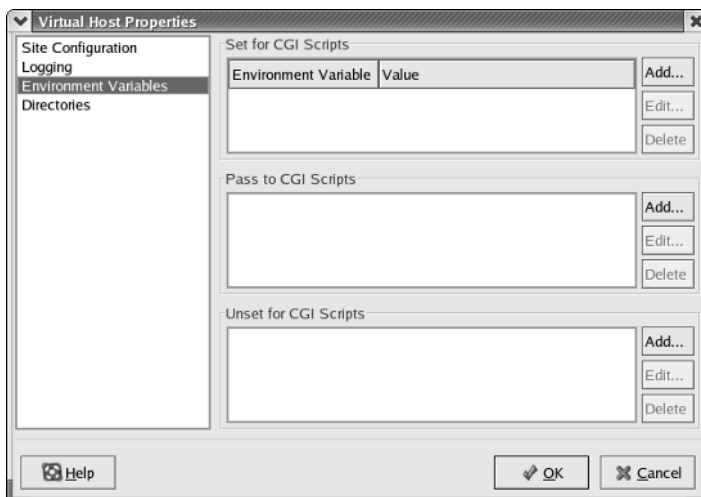 Virtual Host Properties
Site Configuration
Logging
Environment Variables
Directories
Set for CGI Scripts
Environment Variable Value
Add...
Edit...
Delete
Pass to CGI Scripts
Add...
Edit...
Delete
Unset for CGI Scripts
Add...
Edit...
Delete
Help
OK
Cancel